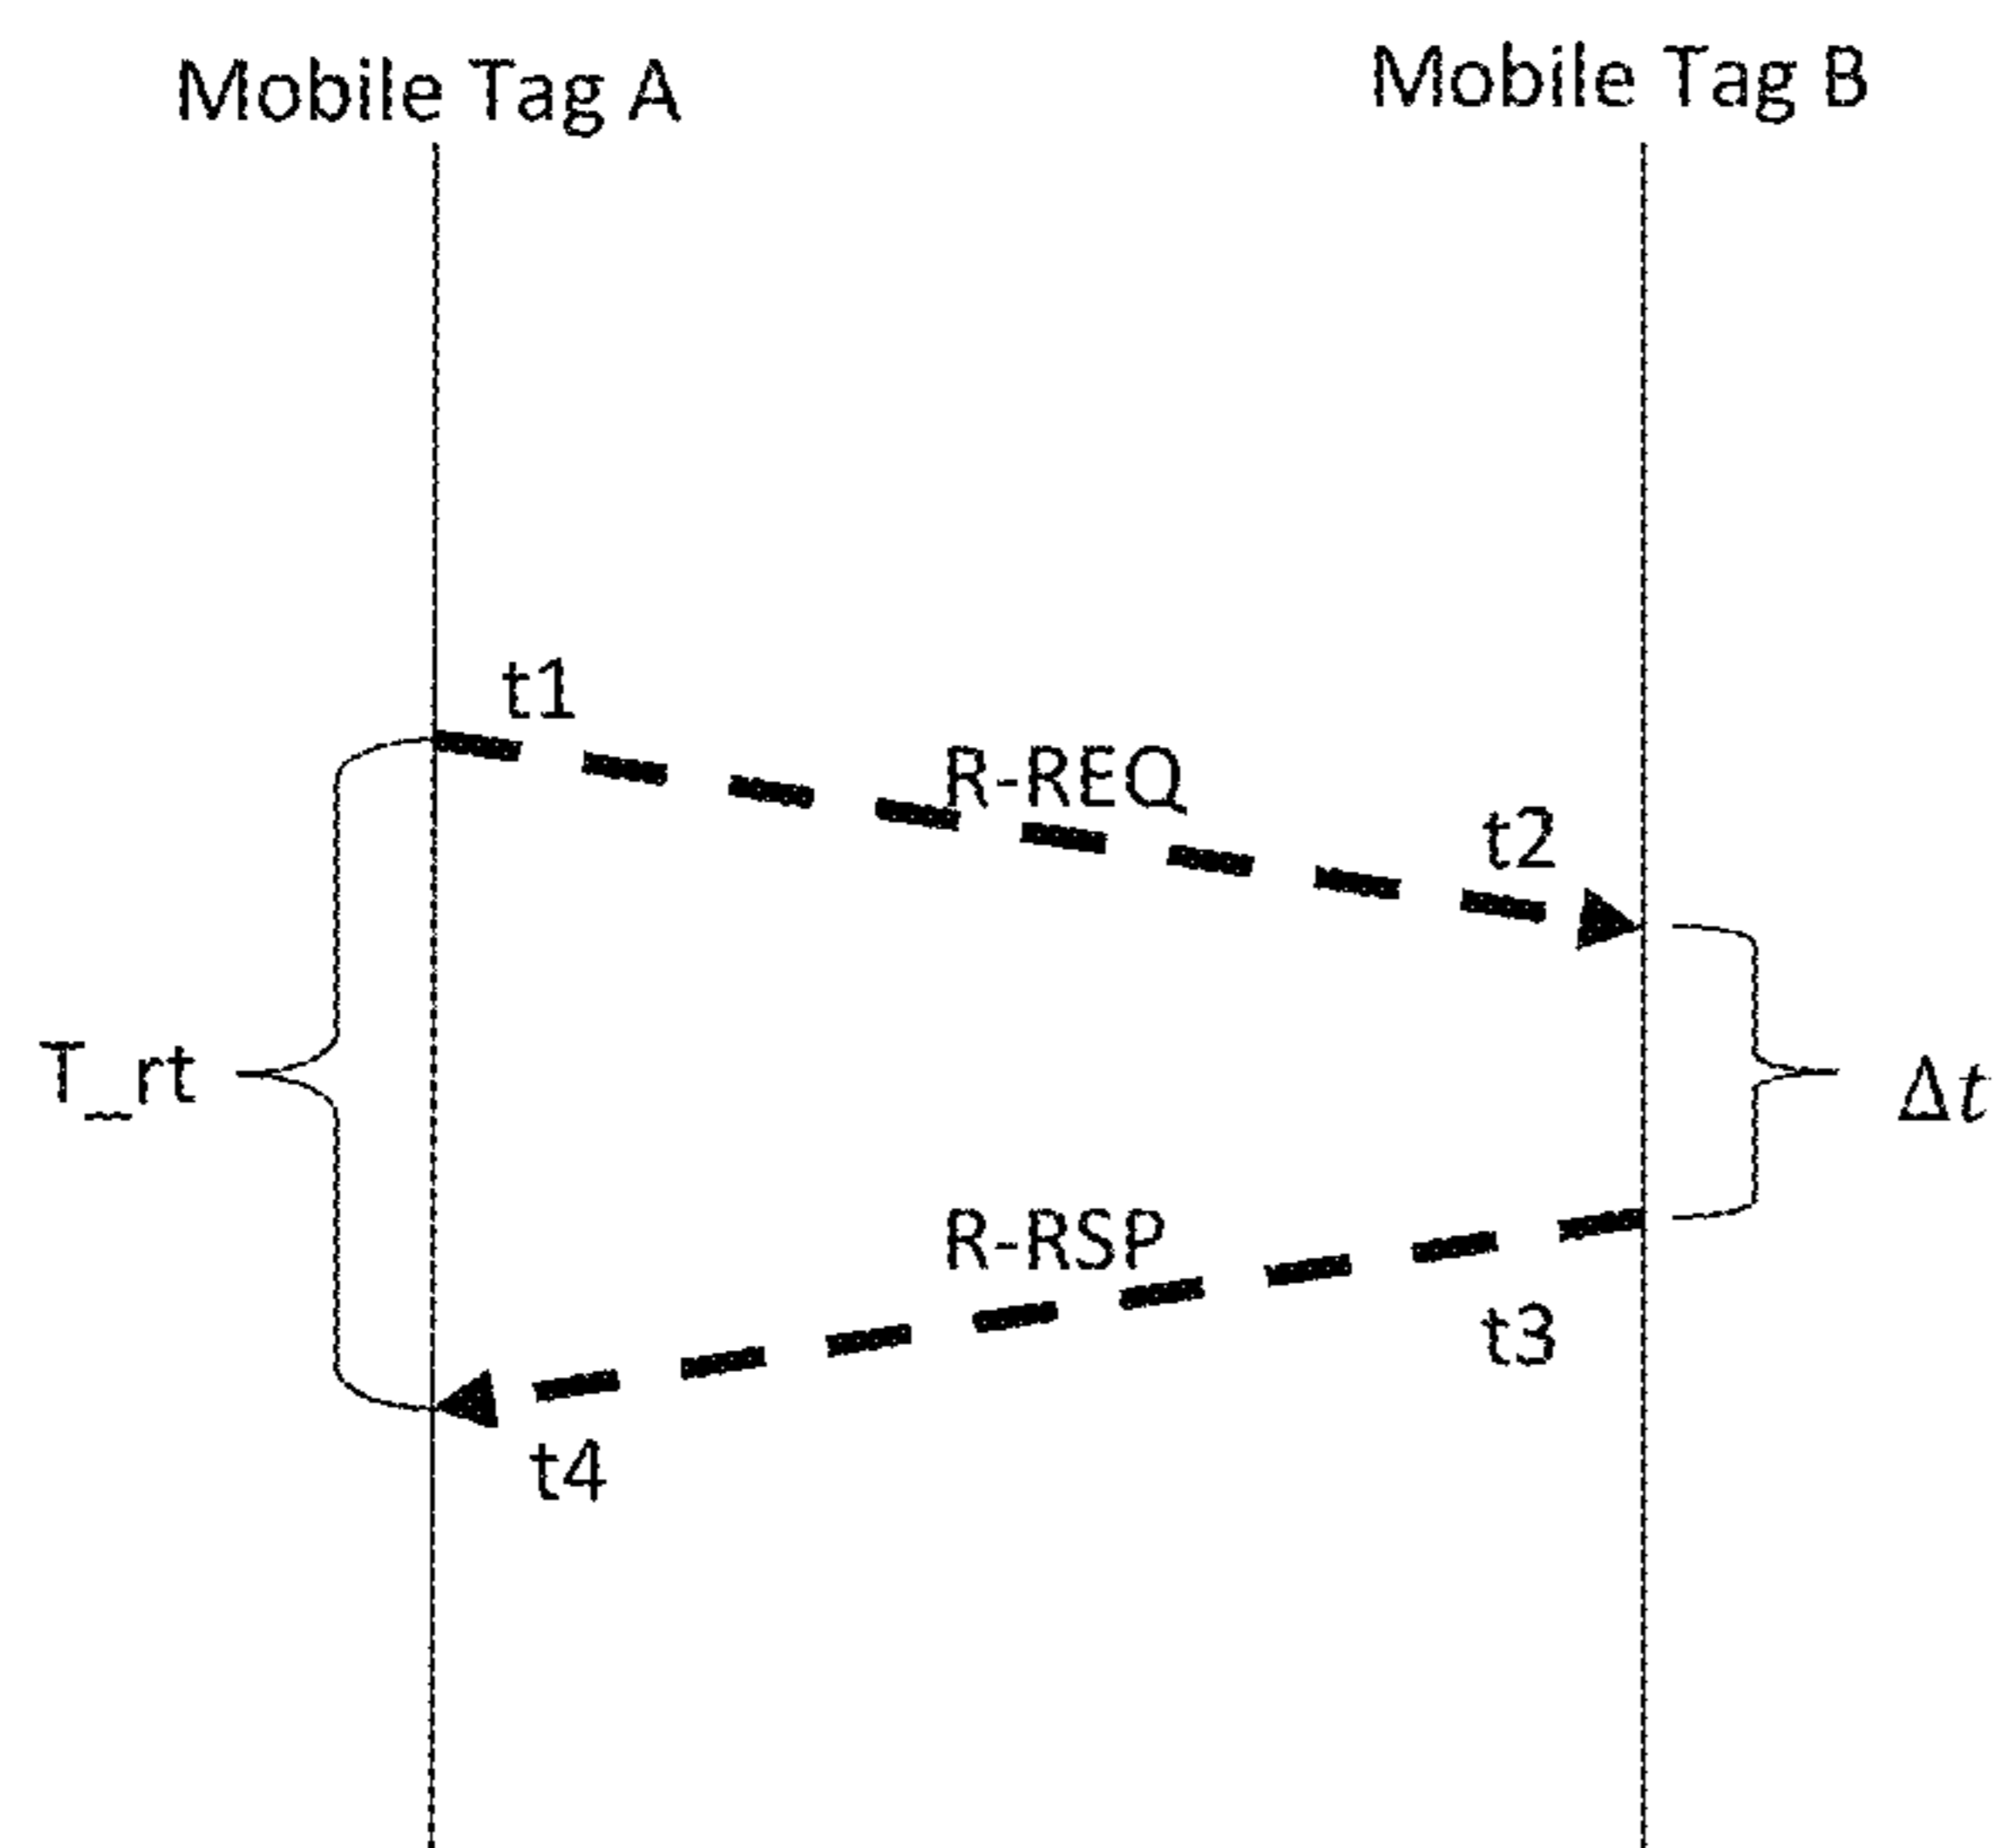 Mobile Tag A
Mobile Tag B
t1
R-REQ
t2
T_rt
Δt
R-RSP
t3
t4